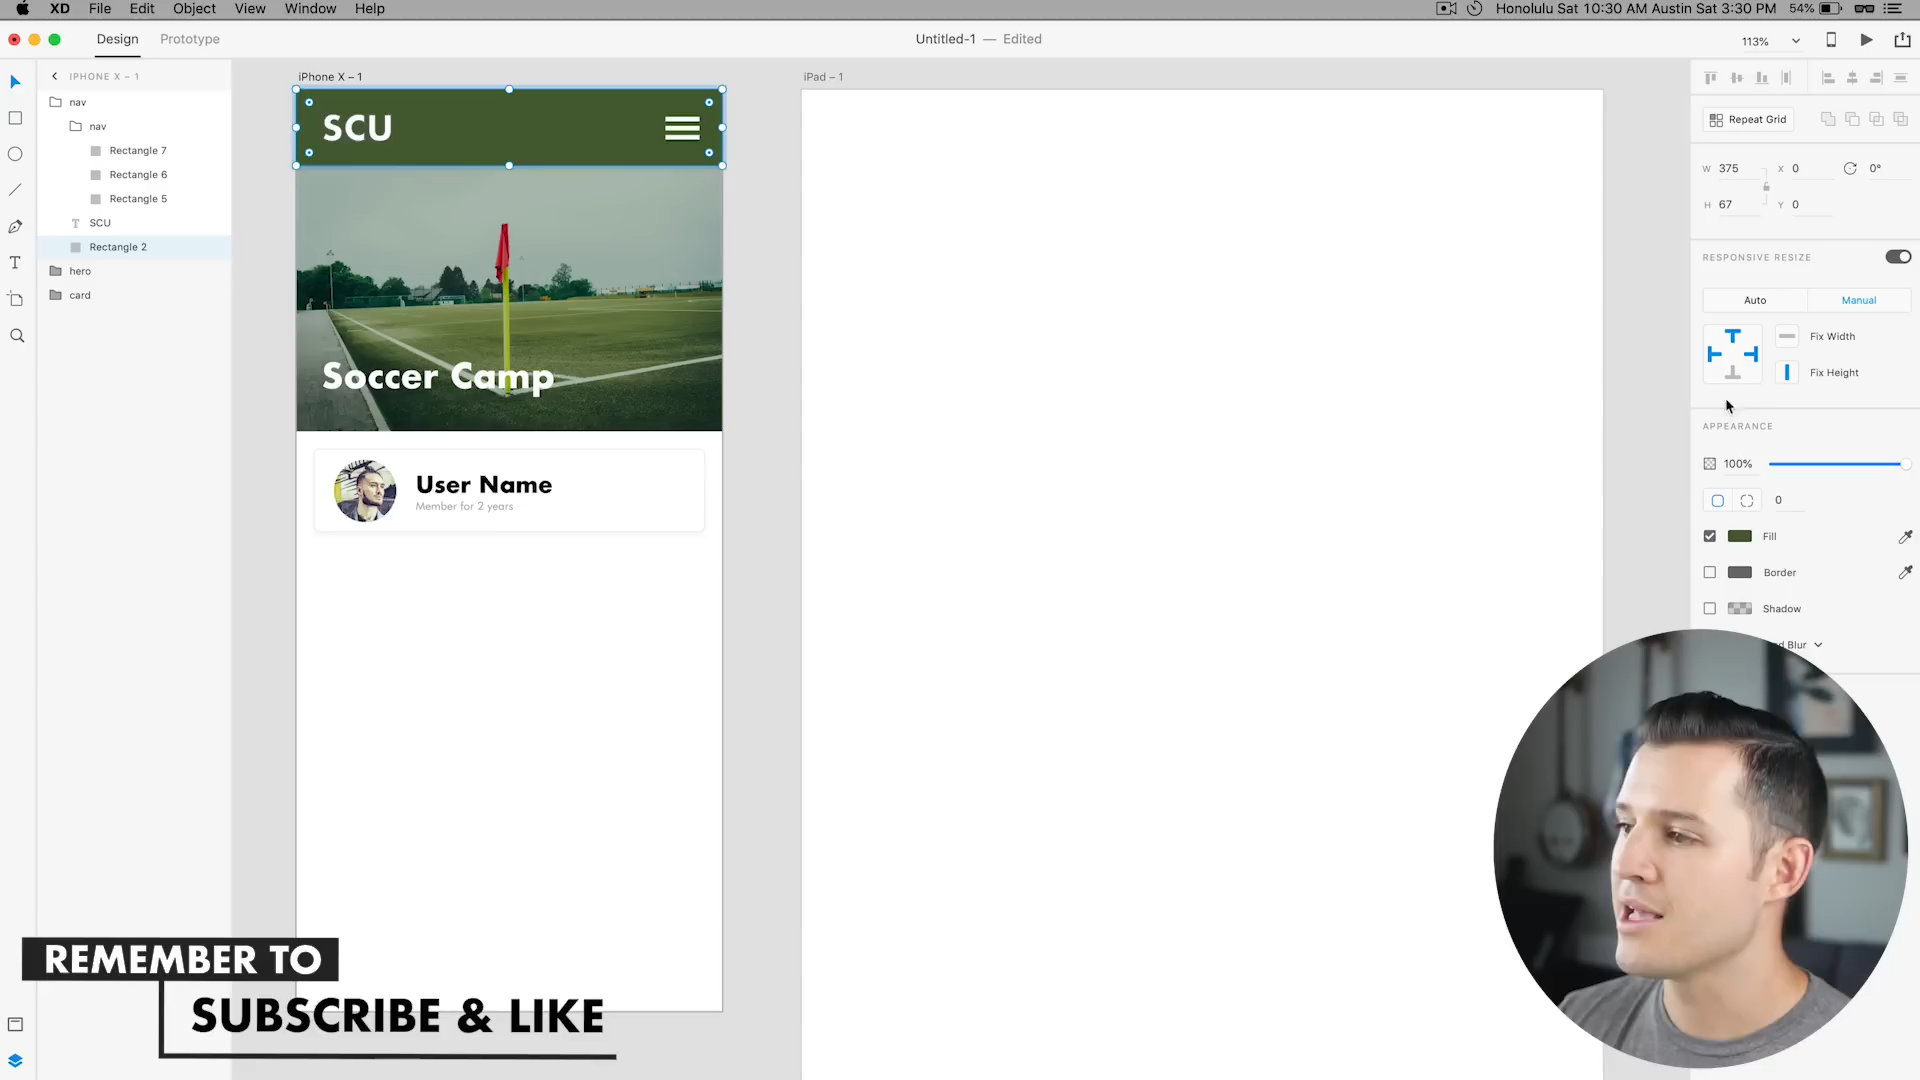 XD File Edit Object View Window Help
Honolulu Sat 10:30 AM Austin Sat 3:30 PM 54%
Design Prototype
Untitled-1 — Edited
113%
IPHONE X – 1
nav
nav
Rectangle 7
Rectangle 6
Rectangle 5
T SCU
Rectangle 2
hero
card
iPhone X – 1
SCU
Soccer Camp
User Name
Member for 2 years
iPad – 1
Repeat Grid
W 375 X 0 0°
H 67 Y 0
RESPONSIVE RESIZE
Auto Manual
Fix Width
Fix Height
APPEARANCE
100%
0
Fill
Border
Shadow
d Blur
REMEMBER TO
SUBSCRIBE & LIKE